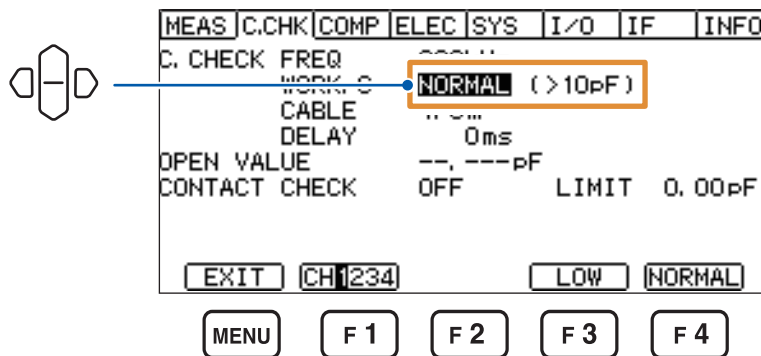 MEAS C.CHK COMP ELEC SYS I/O IF INFO
C. CHECK FREQ
NORMAL (>10pF)
CABLE
DELAY 0ms
OPEN VALUE --.---pF
CONTACT CHECK OFF LIMIT 0.00pF
EXIT CH1234 LOW NORMAL
MENU F1 F2 F3 F4